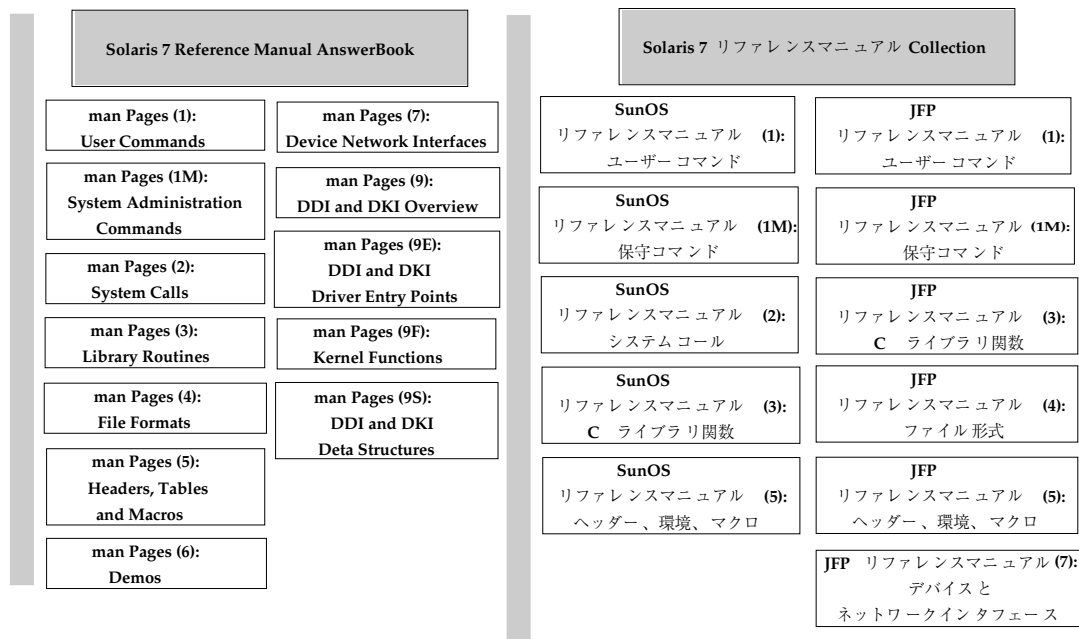 Solaris 7 Reference Manual AnswerBook
man Pages (1):
User Commands
man Pages (1M):
System Administration
Commands
man Pages (2):
System Calls
man Pages (3):
Library Routines
man Pages (4):
File Formats
man Pages (5):
Headers, Tables
and Macros
man Pages (6):
Demos
man Pages (7):
Device Network Interfaces
man Pages (9):
DDI and DKI Overview
man Pages (9E):
DDI and DKI
Driver Entry Points
man Pages (9F):
Kernel Functions
man Pages (9S):
DDI and DKI
Deta Structures
Solaris 7 リファレンスマニュアル Collection
SunOS
リファレンスマニュアル (1):
ユーザーコマンド
SunOS
リファレンスマニュアル (1M):
保守コマンド
SunOS
リファレンスマニュアル (2):
システムコール
SunOS
リファレンスマニュアル (3):
C ライブラリ関数
SunOS
リファレンスマニュアル (5):
ヘッダー、環境、マクロ
JFP
リファレンスマニュアル (1):
ユーザーコマンド
JFP
リファレンスマニュアル (1M):
保守コマンド
JFP
リファレンスマニュアル (3):
C ライブラリ関数
JFP
リファレンスマニュアル (4):
ファイル形式
JFP
リファレンスマニュアル (5):
ヘッダー、環境、マクロ
JFP リファレンスマニュアル (7):
デバイスと
ネットワークインタフェース